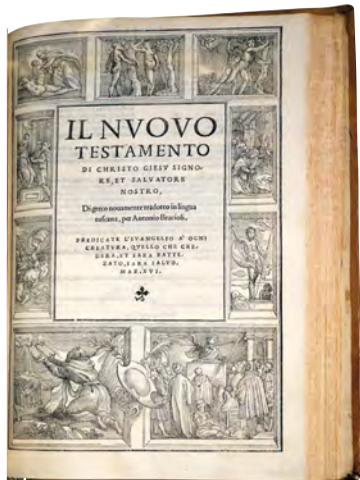 IL NVOVO
TESTAMENTO
DI CHRISTO GIESV SIGNO-
RE, ET SALVATORE
NOSTRO,
Di greco nouamente tradotto in lingua
toscana, per Antonio Brucioli.
PREDICATE L'EVANGELIO A' OGNI
CREATVRA, QVELLO CHE CRE-
DERA, ET SARA BATTE-
ZATO, SARA SALVO.
MAR. XVI.